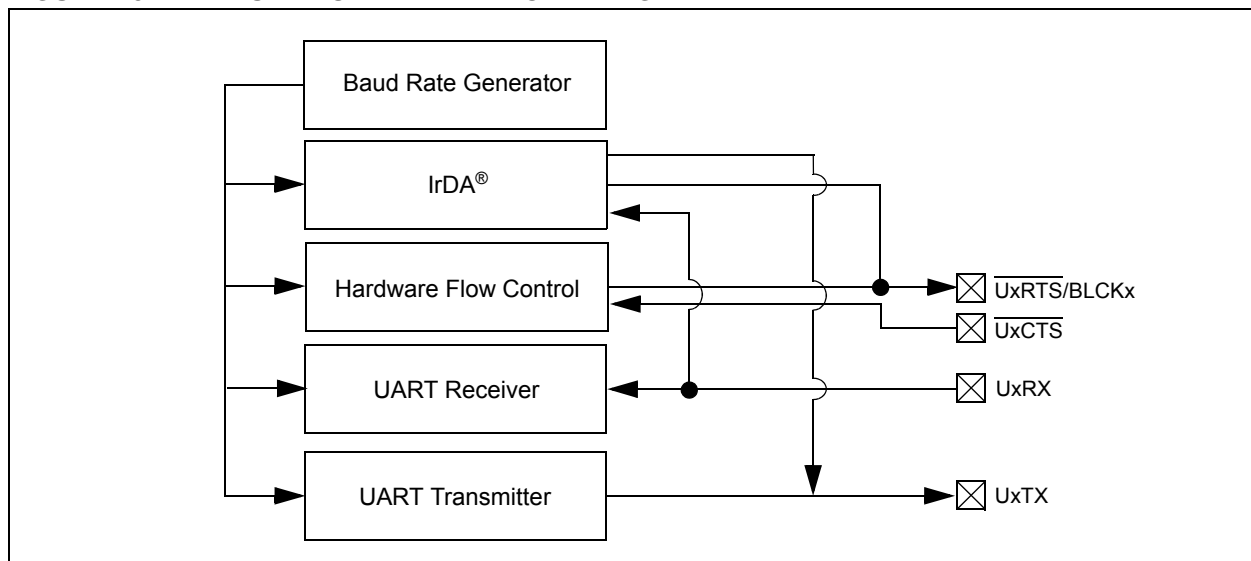 Baud Rate Generator
IrDA®
Hardware Flow Control
UxRTS/BLCKx
UxCTS
UART Receiver
UxRX
UART Transmitter
UxTX